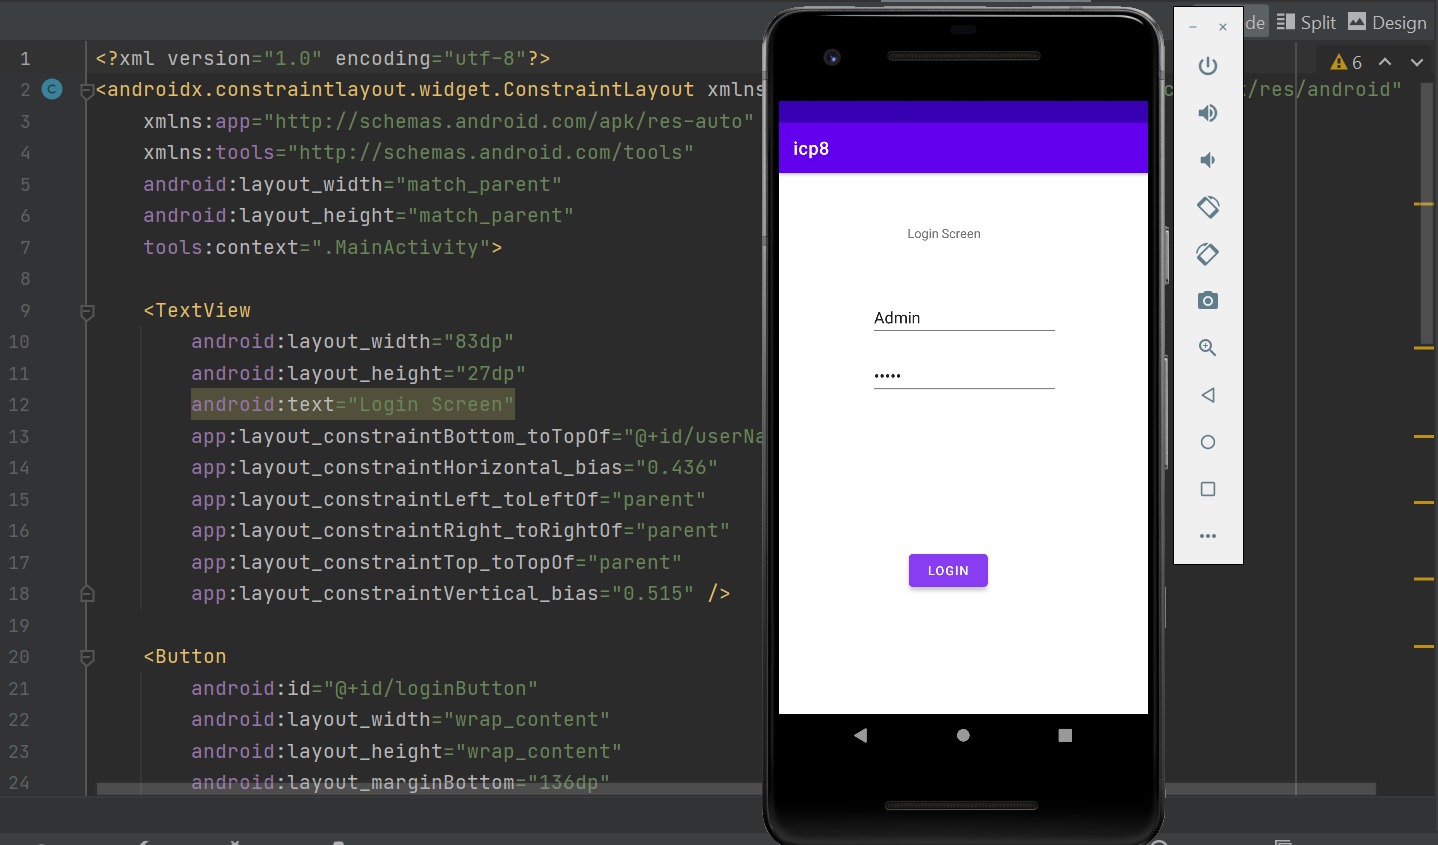 de Split Design
1 <?xml version="1.0" encoding="utf-8"?>
6
2 <androidx.constraintlayout.widget.ConstraintLayout xmlns /res/android"
3 xmlns:app="http://schemas.android.com/apk/res-auto"
4 xmlns:tools="http://schemas.android.com/tools"
5 android:layout_width="match_parent"
6 android:layout_height="match_parent"
7 tools:context=".MainActivity">
8
9 <TextView
10 android:layout_width="83dp"
11 android:layout_height="27dp"
12 android:text="Login Screen"
13 app:layout_constraintBottom_toTopOf="@+id/userNa
14 app:layout_constraintHorizontal_bias="0.436"
15 app:layout_constraintLeft_toLeftOf="parent"
16 app:layout_constraintRight_toRightOf="parent"
17 app:layout_constraintTop_toTopOf="parent"
18 app:layout_constraintVertical_bias="0.515" />
19
20 <Button
21 android:id="@+id/loginButton"
22 android:layout_width="wrap_content"
23 android:layout_height="wrap_content"
24 android:layout_marginBottom="136dp"
icp8
Login Screen
Admin
•••••
LOGIN